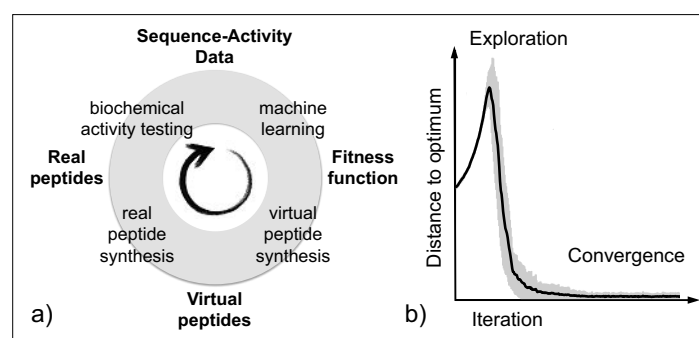 Sequence-Activity
Data
biochemical
activity testing
machine
learning
Real
peptides
Fitness
function
real
peptide
synthesis
virtual
peptide
synthesis
Virtual
peptides
a)
Exploration
Distance to optimum
Convergence
Iteration
b)